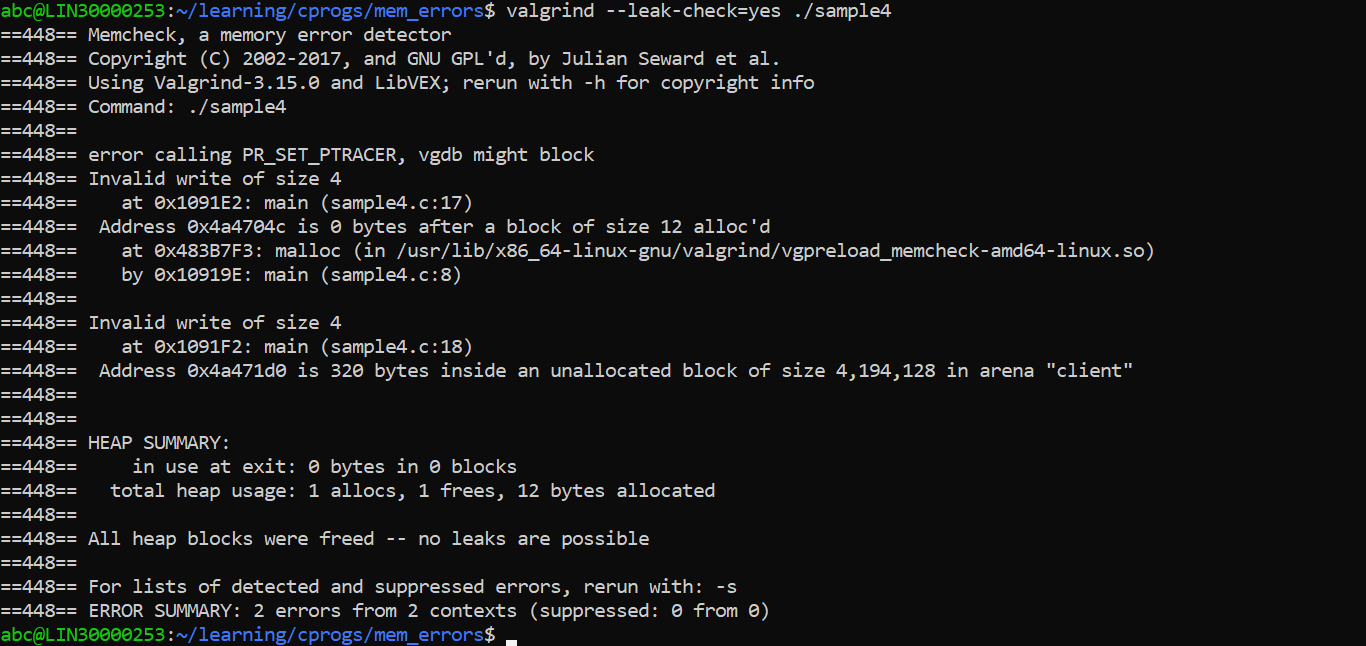 abc@LIN30000253:~/learning/cprogs/mem_errors$ valgrind --leak-check=yes ./sample4
==448== Memcheck, a memory error detector
==448== Copyright (C) 2002-2017, and GNU GPL'd, by Julian Seward et al.
==448== Using Valgrind-3.15.0 and LibVEX; rerun with -h for copyright info
==448== Command: ./sample4
==448==
==448== error calling PR_SET_PTRACER, vgdb might block
==448== Invalid write of size 4
==448==    at 0x1091E2: main (sample4.c:17)
==448==  Address 0x4a4704c is 0 bytes after a block of size 12 alloc'd
==448==    at 0x483B7F3: malloc (in /usr/lib/x86_64-linux-gnu/valgrind/vgpreload_memcheck-amd64-linux.so)
==448==    by 0x10919E: main (sample4.c:8)
==448==
==448== Invalid write of size 4
==448==    at 0x1091F2: main (sample4.c:18)
==448==  Address 0x4a471d0 is 320 bytes inside an unallocated block of size 4,194,128 in arena "client"
==448==
==448==
==448== HEAP SUMMARY:
==448==     in use at exit: 0 bytes in 0 blocks
==448==   total heap usage: 1 allocs, 1 frees, 12 bytes allocated
==448==
==448== All heap blocks were freed -- no leaks are possible
==448==
==448== For lists of detected and suppressed errors, rerun with: -s
==448== ERROR SUMMARY: 2 errors from 2 contexts (suppressed: 0 from 0)
abc@LIN30000253:~/learning/cprogs/mem_errors$